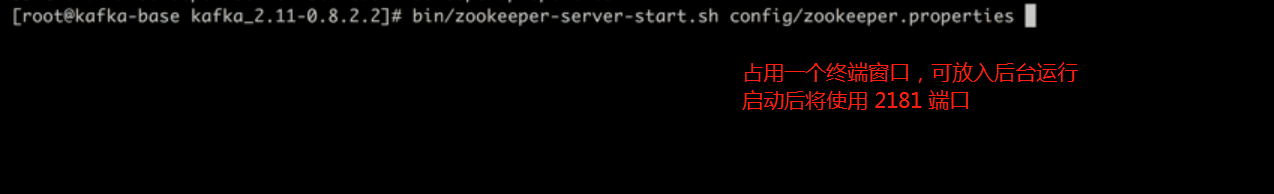 [root@kafka-base kafka_2.11-0.8.2.2]# bin/zookeeper-server-start.sh config/zookeeper.properties
占用一个终端窗口，可放入后台运行
启动后将使用 2181 端口